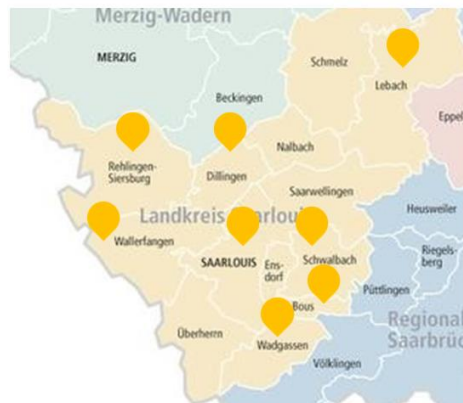 Merzig-Wadern
MERZIG
Schmelz
Lebach
Beckingen
Eppel
Nalbach
Rehlingen-
Siersburg
Dillingen
Saarwellingen
Landkreis Saarlouis
Heusweiler
Wallerfangen
SAARLOUIS
Ens-
dorf
Schwalbach
Riegels-
berg
Püttlingen
Bous
Regional
Saarbrüc
Überherrn
Wadgassen
Völklingen